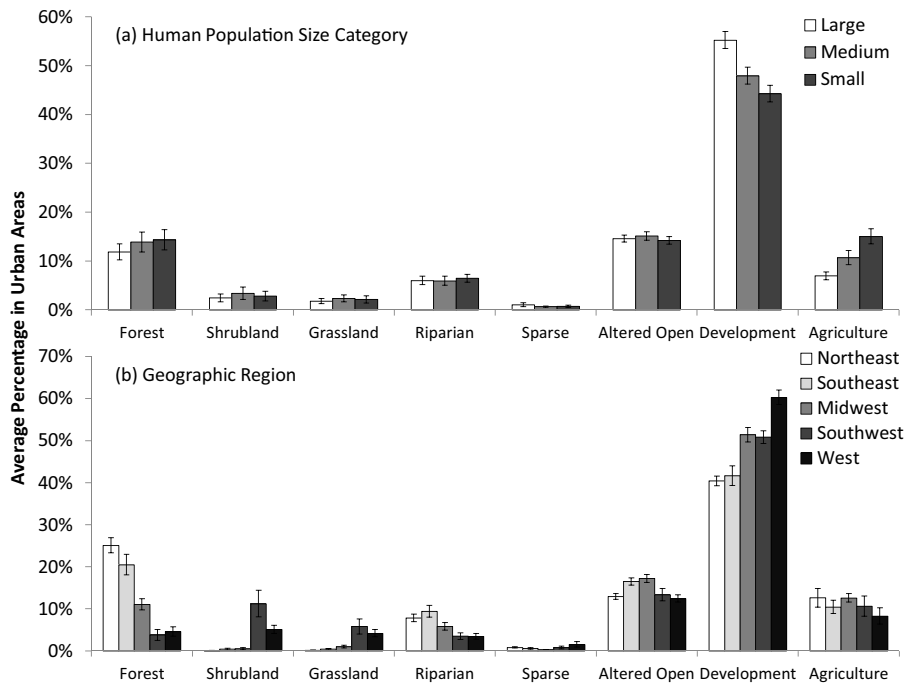 Average Percentage in Urban Areas
60%
50%
40%
30%
20%
10%
0%
(a) Human Population Size Category
Large
Medium
Small
Forest Shrubland Grassland Riparian Sparse Altered Open Development Agriculture
70%
60%
50%
40%
30%
20%
10%
0%
(b) Geographic Region
Northeast
Southeast
Midwest
Southwest
West
Forest Shrubland Grassland Riparian Sparse Altered Open Development Agriculture